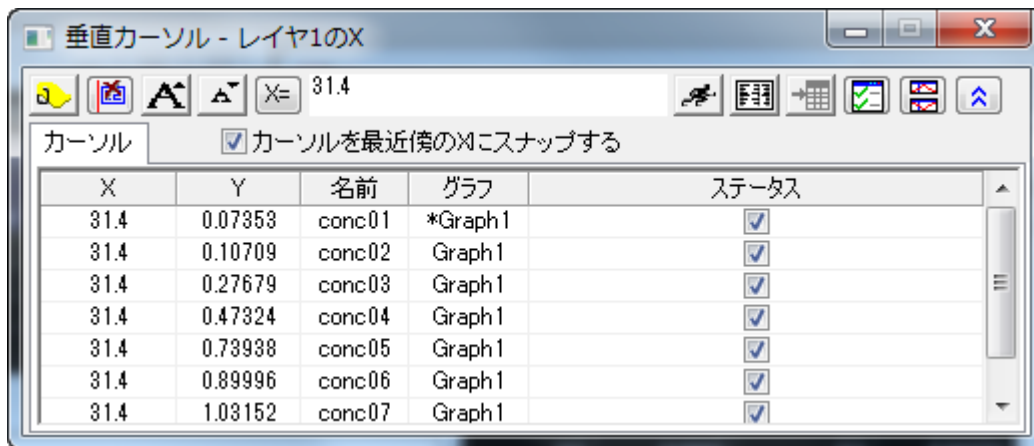 垂直カーソル - レイヤ1のX
A A X= 31.4
カーソル カーソルを最近傍のXにスナップする
X Y 名前 グラフ ステータス
31.4 0.07353 conc01 *Graph1
31.4 0.10709 conc02 Graph1
31.4 0.27679 conc03 Graph1
31.4 0.47324 conc04 Graph1
31.4 0.73938 conc05 Graph1
31.4 0.89996 conc06 Graph1
31.4 1.03152 conc07 Graph1